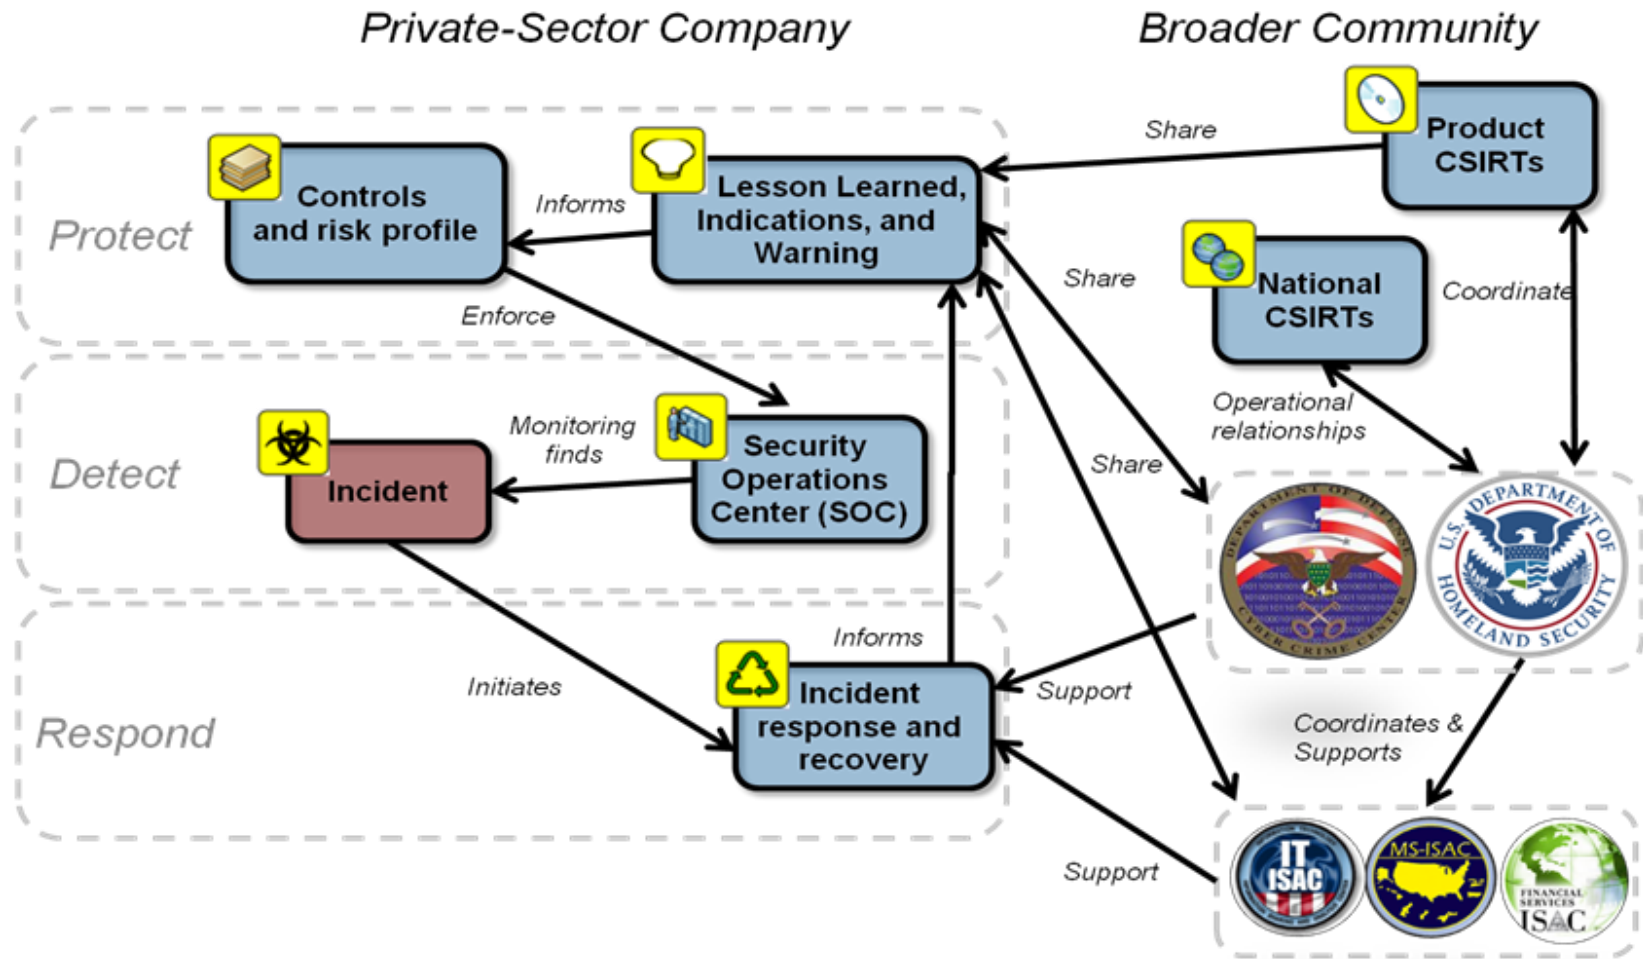 Private-Sector Company
Broader Community
Product
CSIRTs
Share
Protect
Controls
and risk profile
Informs
Lesson Learned,
Indications, and
Warning
National
CSIRTs
Share
Coordinate
Enforce
Operational
relationships
Detect
Incident
Monitoring
finds
Security
Operations
Center (SOC)
Share
DEPARTMENT OF DEFENSE
CYBER CRIME CENTER
U.S. DEPARTMENT OF
HOMELAND SECURITY
Respond
Initiates
Informs
Incident
response and
recovery
Support
Coordinates &
Supports
Support
IT
ISAC
MS-ISAC
FINANCIAL
SERVICES
ISAC